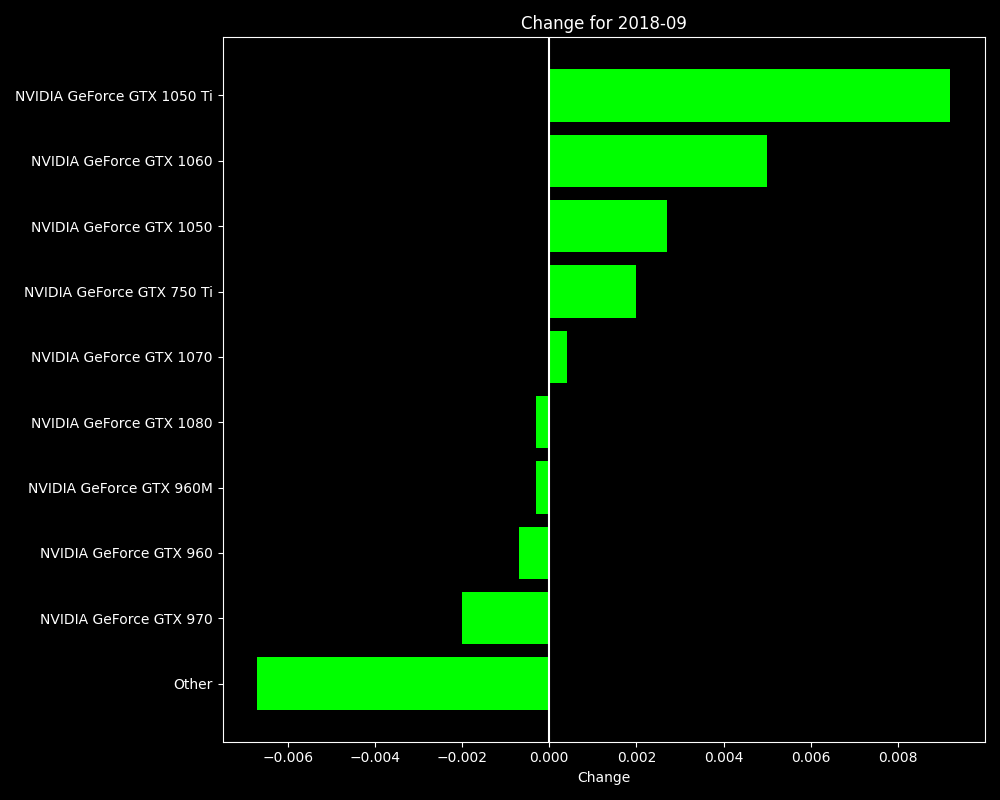 Change for 2018-09
NVIDIA GeForce GTX 1050 Ti
NVIDIA GeForce GTX 1060
NVIDIA GeForce GTX 1050
NVIDIA GeForce GTX 750 Ti
NVIDIA GeForce GTX 1070
NVIDIA GeForce GTX 1080
NVIDIA GeForce GTX 960M
NVIDIA GeForce GTX 960
NVIDIA GeForce GTX 970
Other
−0.006 −0.004 −0.002 0.000 0.002 0.004 0.006 0.008
Change